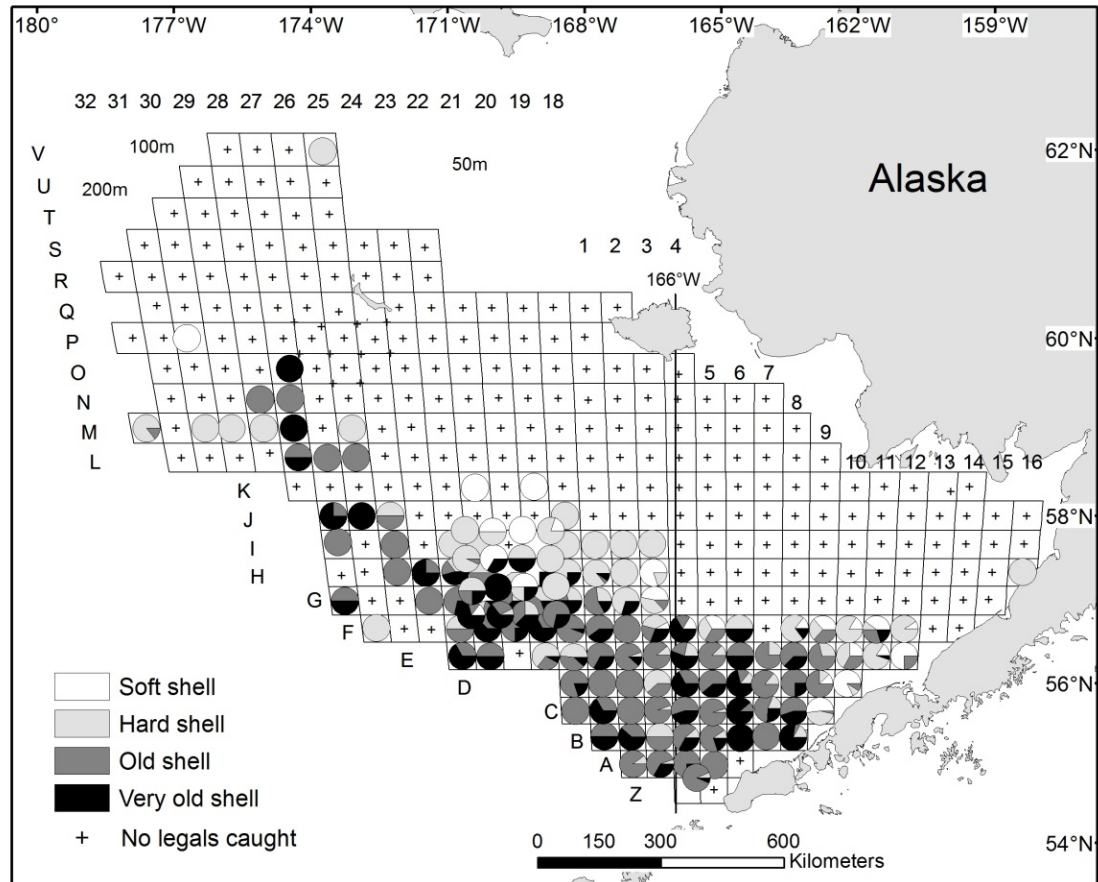 180° 177°W 174°W 171°W 168°W 165°W 162°W 159°W
32 31 30 29 28 27 26 25 24 23 22 21 20 19 18
100m
50m
200m
V
U
T
S
R
Q
P
O
N
M
L
K
J
I
H
G
F
E
D
C
B
A
Z
Alaska
62°N
60°N
58°N
56°N
54°N
1 2 3 4
166°W
5 6 7
8
9
10 11 12 13 14 15 16
Soft shell
Hard shell
Old shell
Very old shell
+ No legals caught
0 150 300 600
Kilometers